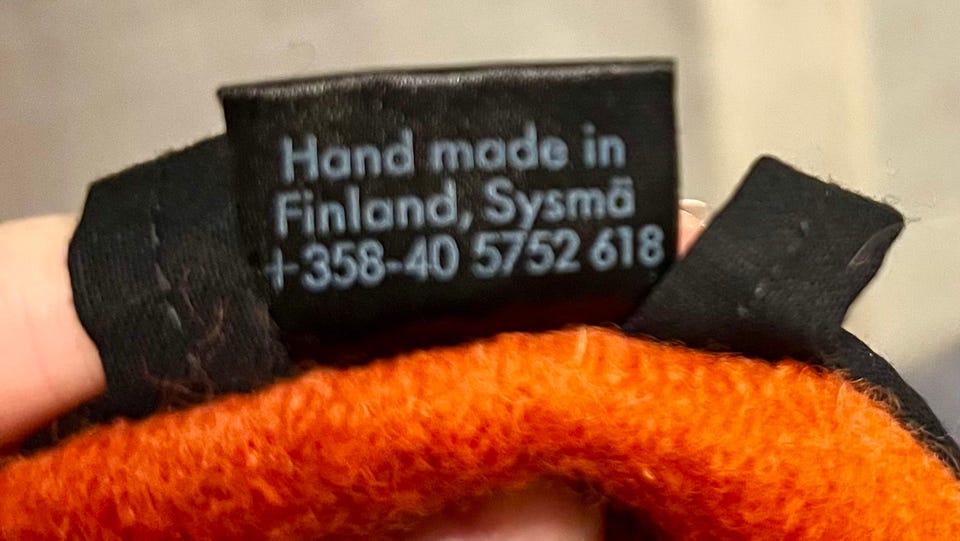 Hand made in
Finland, Sysmä
+358-40 5752 618